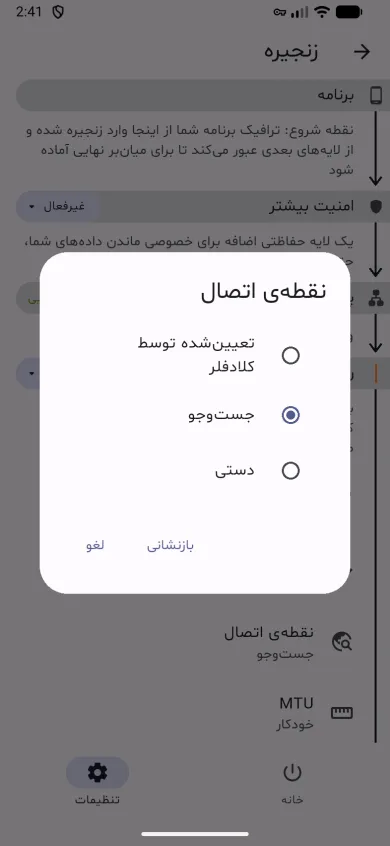 2:41
زنجیره
برنامه
نقطه شروع: ترافیک برنامه شما از اینجا وارد زنجیره شده و
از لایه‌های بعدی عبور می‌کند تا برای میان‌بر نهایی آماده
شود
امنیت بیشتر
غیرفعال
یک لایه حفاظتی اضافه برای خصوصی ماندن داده‌های شما،
نقطه‌ی اتصال
تعیین‌شده توسط
کلادفلر
جست‌وجو
دستی
بازنشانی
لغو
نقطه‌ی اتصال
جست‌وجو
MTU
خودکار
خانه
تنظیمات